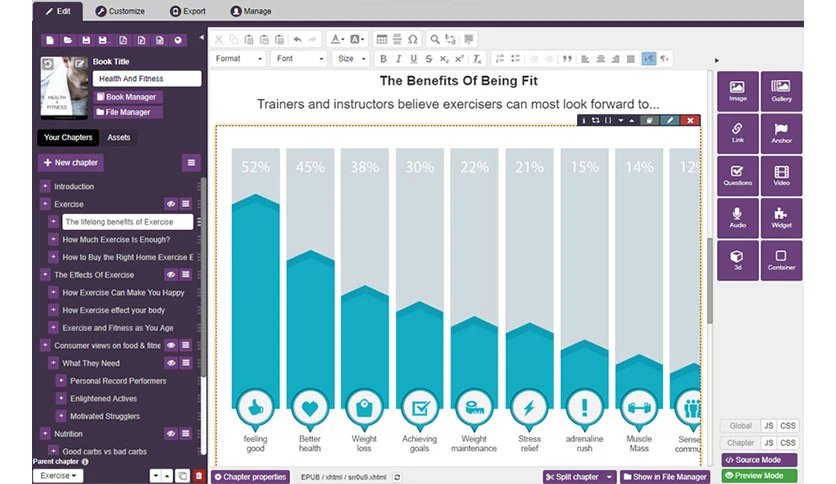 Edit
Customize
Export
Manage
Book Title
Health And Fitness
Book Manager
File Manager
HEALTH
FITNESS
Your Chapters
Assets
New chapter
Introduction
Exercise
The lifelong benefits of Exercise
How Much Exercise Is Enough?
How to Buy the Right Home Exercise E
The Effects Of Exercise
How Exercise Can Make You Happy
How Exercise effect your body
Exercise and Fitness as You Age
Consumer views on food & fitne
What They Need
Personal Record Performers
Enlightened Actives
Motivated Strugglers
Nutrition
Good carbs vs bad carbs
Parent chapter
Exercise
Format
Font
Size
B I U S x x
The Benefits Of Being Fit
Trainers and instructors believe exercisers can most look forward to...
52% 45% 38% 30% 22% 21% 15% 14% 12%
feeling good
Better health
Weight loss
Achieving goals
Weight maintenance
Stress relief
adrenaline rush
Muscle Mass
Sense
commu
Chapter properties
EPUB / xhtml / srr0u9.xhtml
Split chapter
Show in File Manager
Image
Gallery
Link
Anchor
Questions
Video
Audio
Widget
3d
Container
Global JS CSS
Chapter JS CSS
Source Mode
Preview Mode